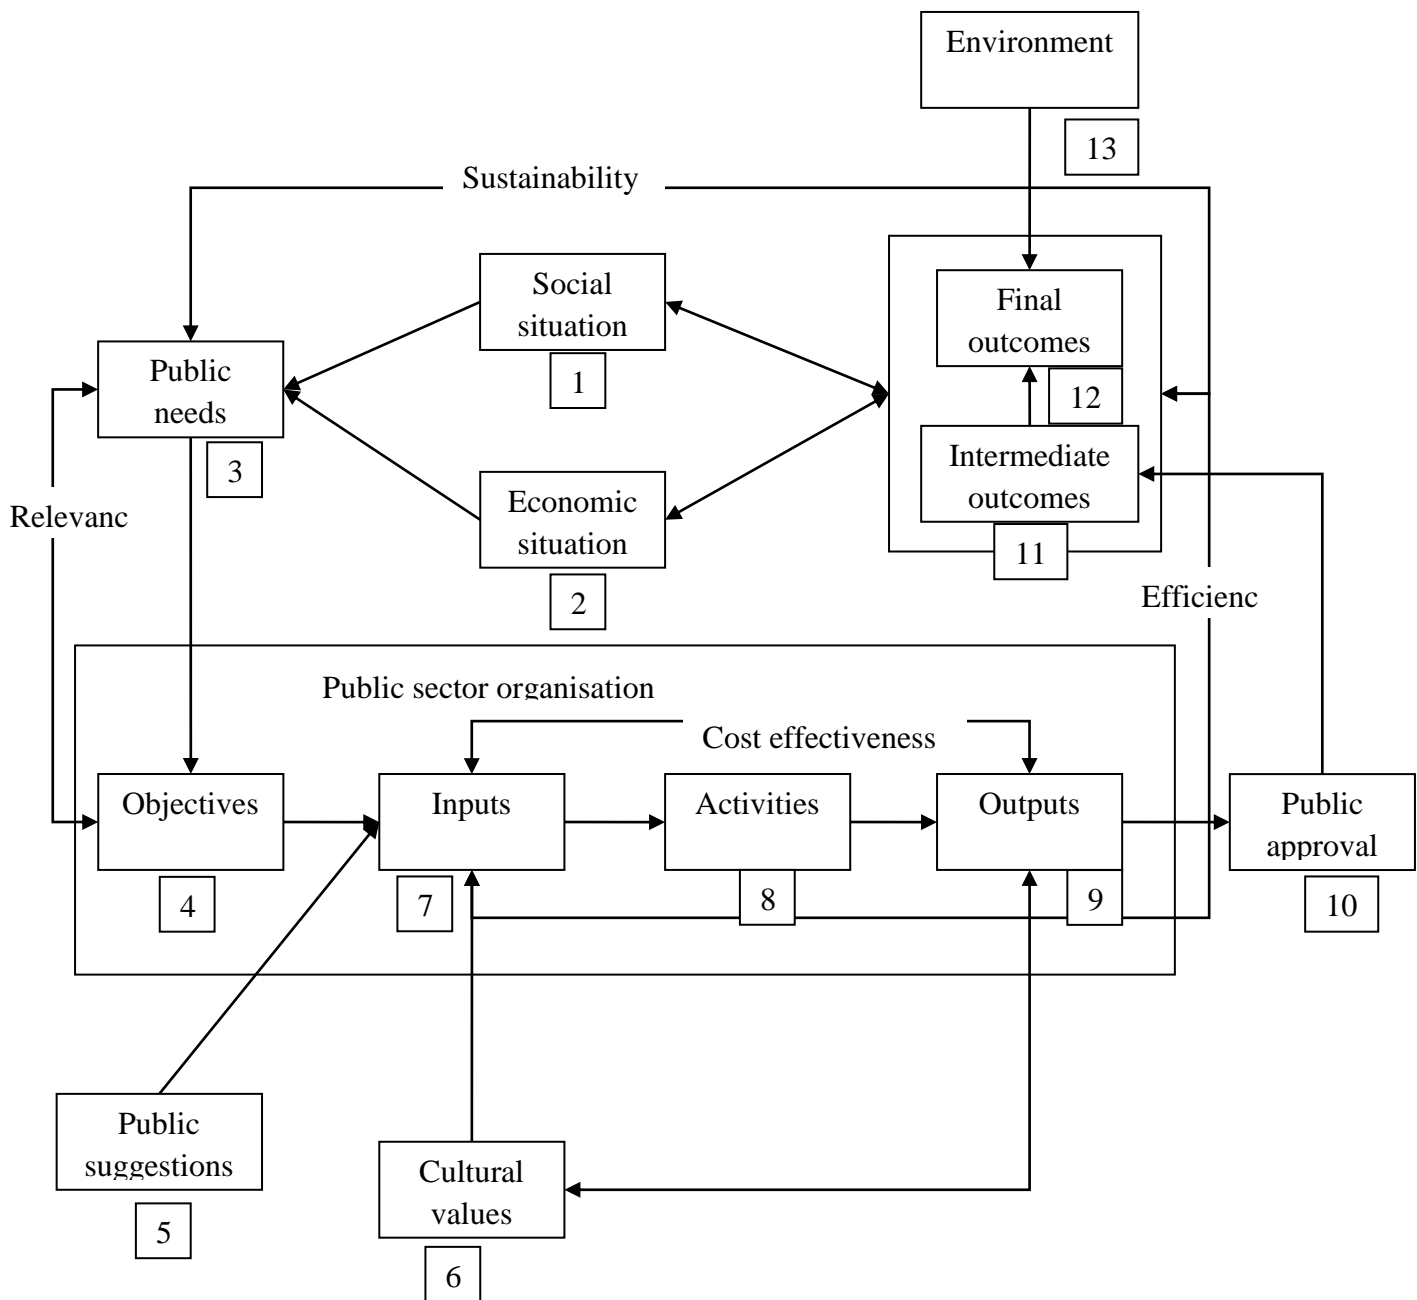 Environment
13
Sustainability
Social
situation
1
Final
outcomes
12
Public
needs
3
Intermediate
outcomes
11
Economic
situation
2
Relevanc
Efficienc
Public sector organisation
Cost effectiveness
Objectives
4
Inputs
7
Activities
8
Outputs
9
Public
approval
10
Public
suggestions
5
Cultural
values
6